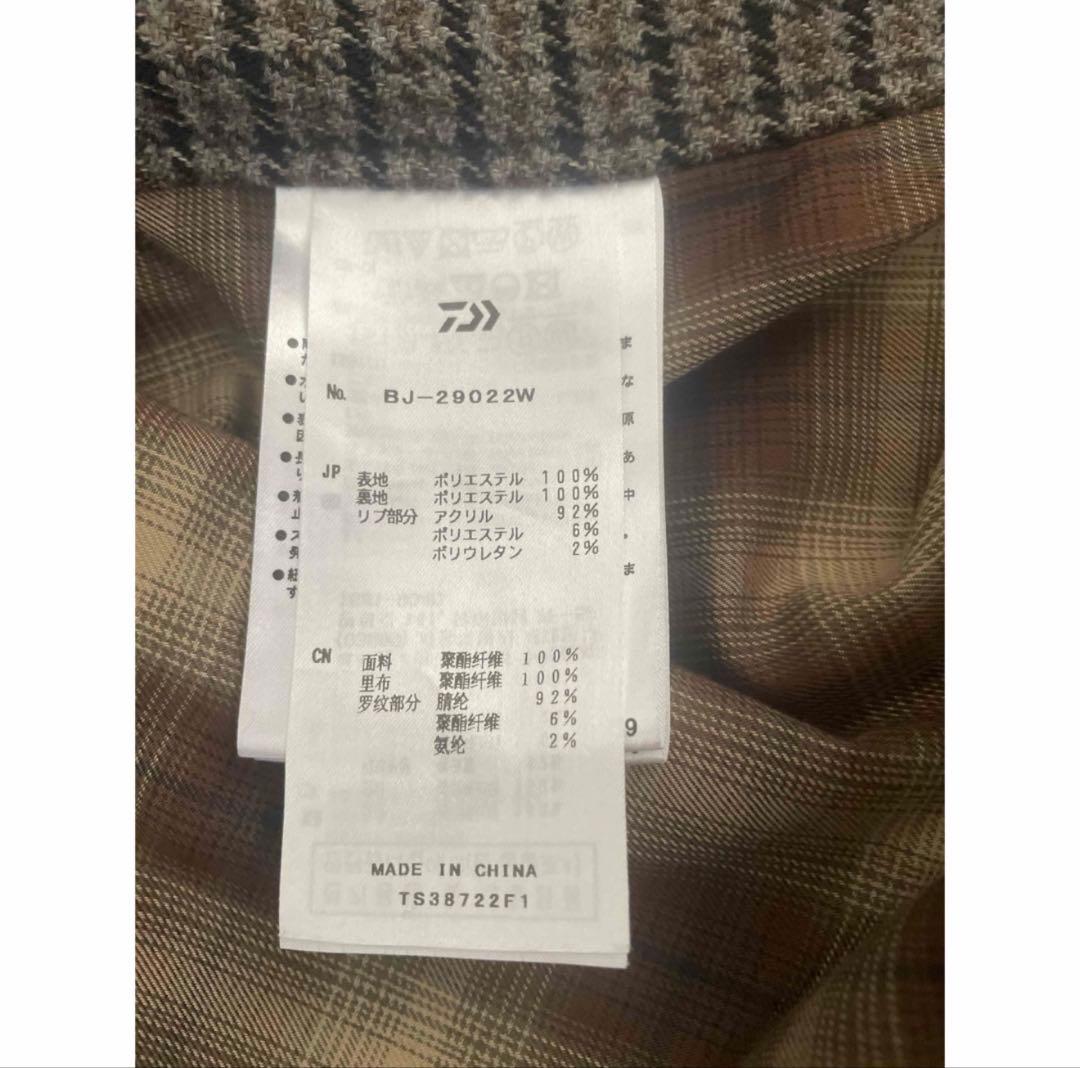 No. BJ-29022W
JP 表地 ポリエステル 100%
裏地 ポリエステル 100%
リブ部分 アクリル 92%
ポリエステル 6%
ポリウレタン 2%
CN 面料 聚酯纤维 100%
里布 聚酯纤维 100%
罗纹部分 腈纶 92%
聚酯纤维 6%
氨纶 2%
9
MADE IN CHINA
TS38722F1